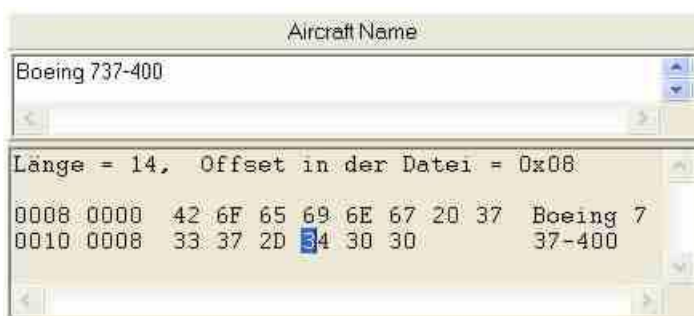 Aircraft Name
Boeing 737-400
Länge = 14, Offset in der Datei = 0x08
0008 0000 42 6F 65 69 6E 67 20 37 Boeing 7
0010 0008 33 37 2D 34 30 30 37-400